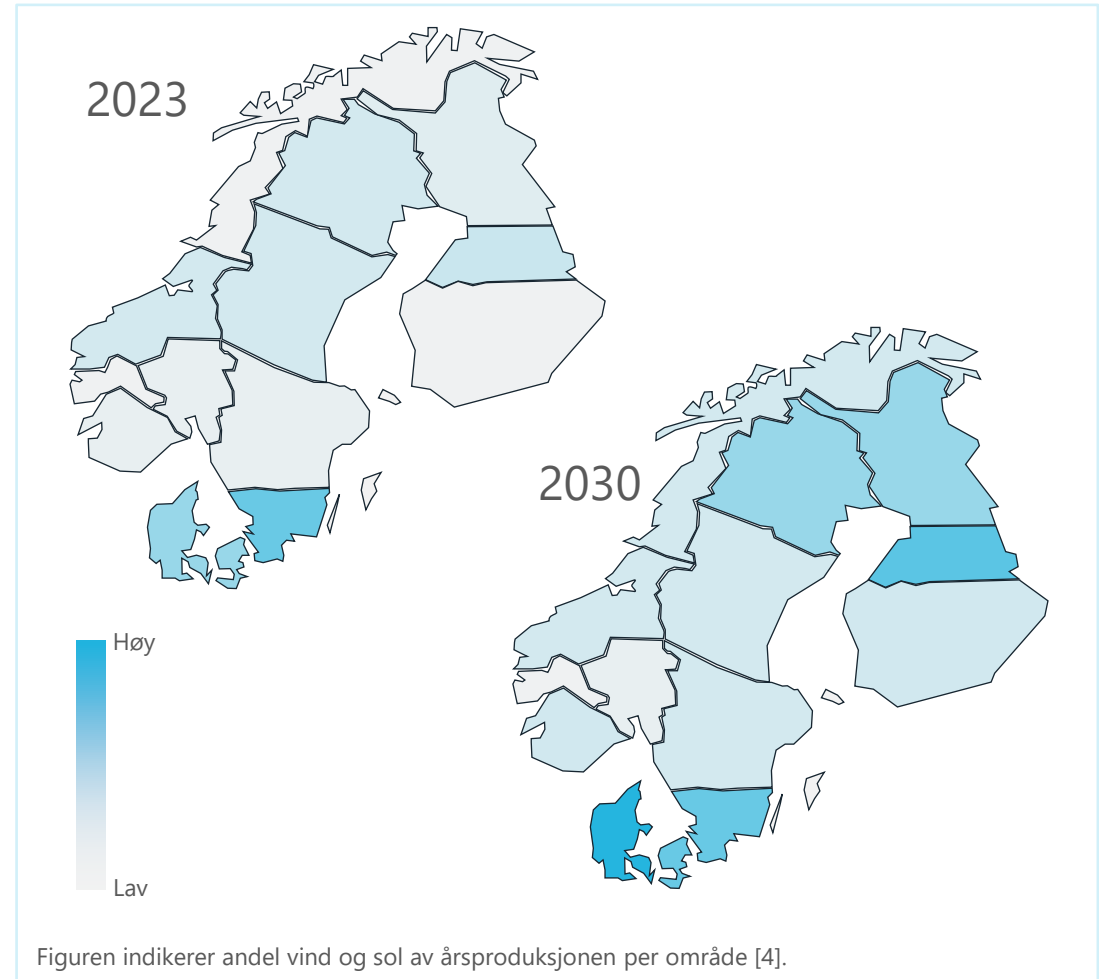 2023
2030
Høy
Lav
Figuren indikerer andel vind og sol av årsproduksjonen per område [4].